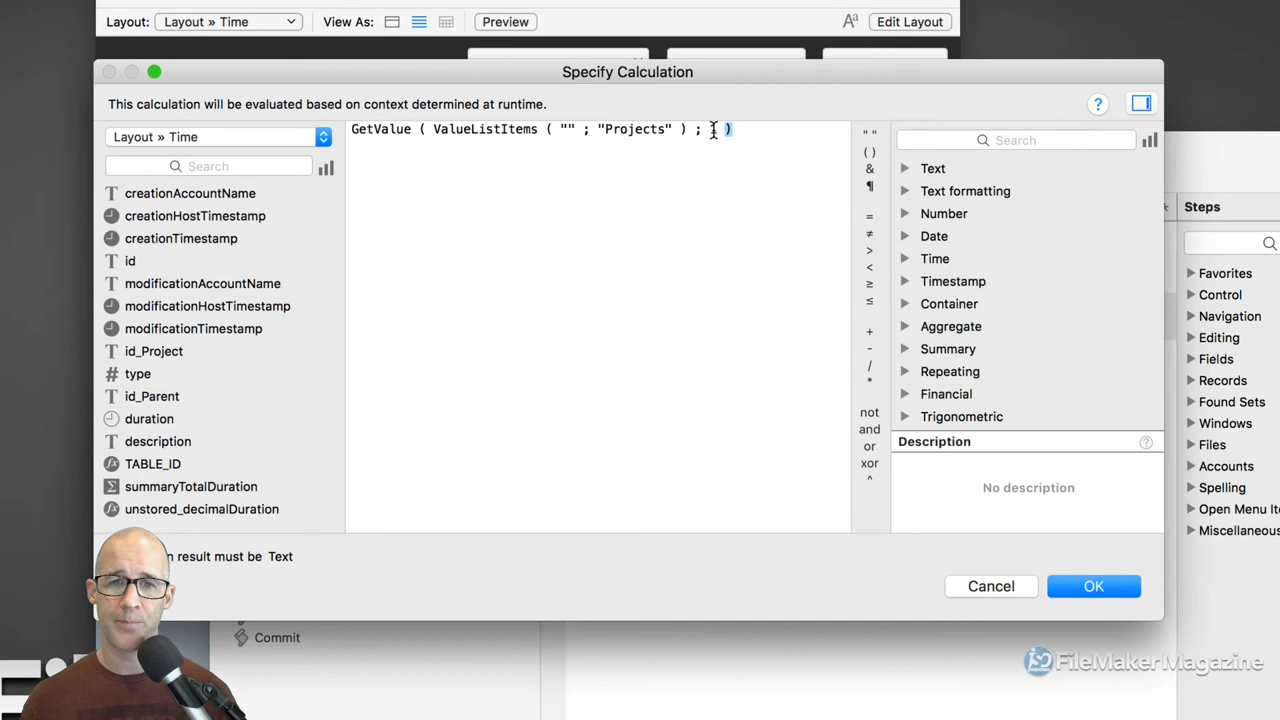 Layout: Layout » Time View As: Preview Aª Edit Layout
Specify Calculation
This calculation will be evaluated based on context determined at runtime. ?
Layout » Time
Search
creationAccountName
creationHostTimestamp
creationTimestamp
id
modificationAccountName
modificationHostTimestamp
modificationTimestamp
id_Project
type
id_Parent
duration
description
TABLE_ID
summaryTotalDuration
unstored_decimalDuration
GetValue ( ValueListItems ( "" ; "Projects" ) ; )
" "
( )
&
¶
=
≠
>
<
≥
≤
+
-
/
*
not
and
or
xor
^
Search
Text
Text formatting
Number
Date
Time
Timestamp
Container
Aggregate
Summary
Repeating
Financial
Trigonometric
Description ?
No description
result must be Text
Cancel OK
Commit
Steps
Favorites
Control
Navigation
Editing
Fields
Records
Found Sets
Windows
Files
Accounts
Spelling
Open Menu
Miscellaneous
FileMakerMagazine